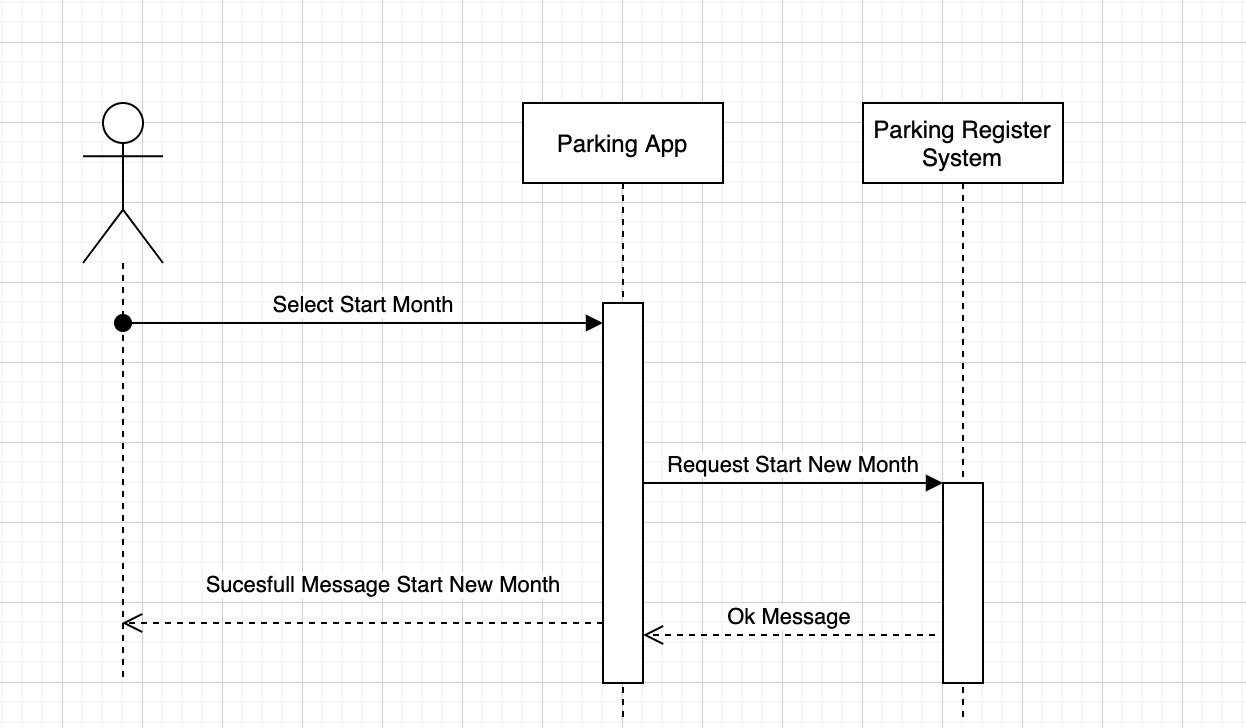 Parking App
Parking Register
System
Select Start Month
Request Start New Month
Sucesfull Message Start New Month
Ok Message